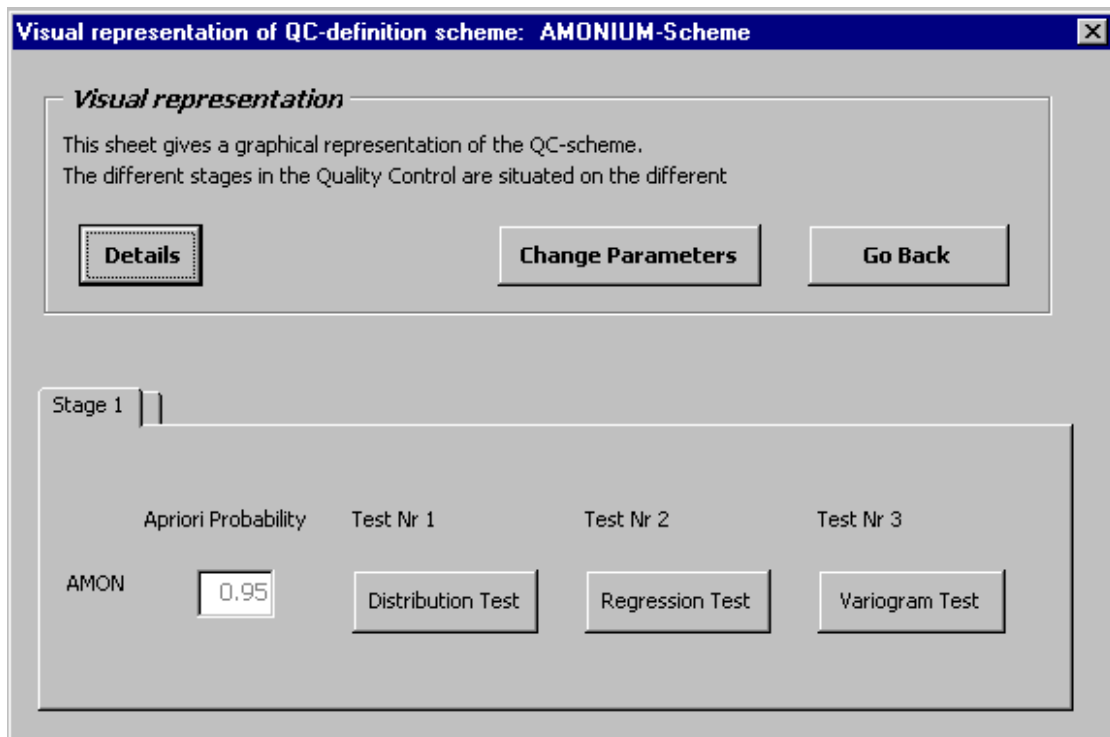 Visual representation of QC-definition scheme: AMONIUM-Scheme
Visual representation
This sheet gives a graphical representation of the QC-scheme.
The different stages in the Quality Control are situated on the different
Details Change Parameters Go Back
Stage 1
Apriori Probability Test Nr 1 Test Nr 2 Test Nr 3
AMON 0.95 Distribution Test Regression Test Variogram Test